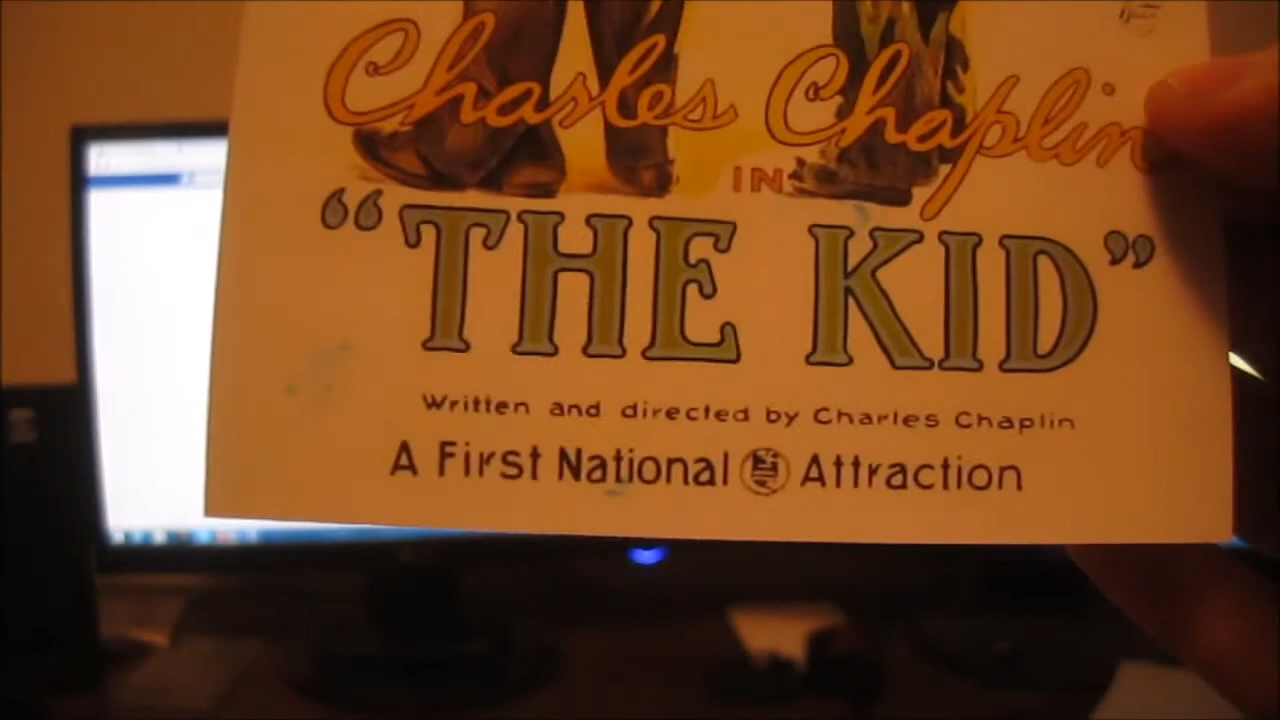 Charles Chaplin
IN
“THE KID”
Written and directed by Charles Chaplin
A First National Attraction